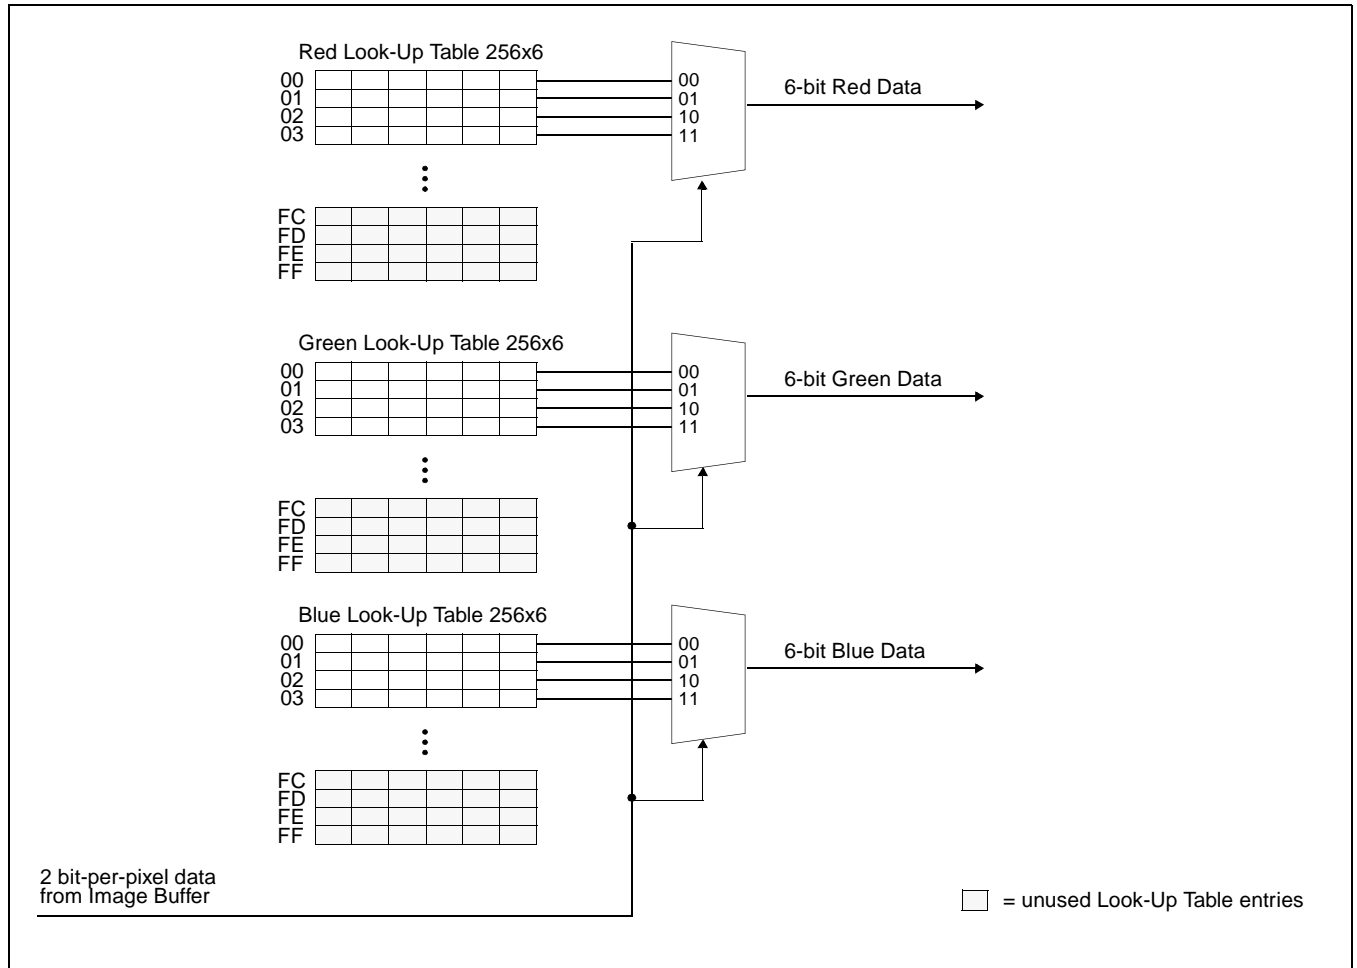 Red Look-Up Table 256x6
00
01
02
03
00
01
10
11
6-bit Red Data
FC
FD
FE
FF
Green Look-Up Table 256x6
00
01
02
03
00
01
10
11
6-bit Green Data
FC
FD
FE
FF
Blue Look-Up Table 256x6
00
01
02
03
00
01
10
11
6-bit Blue Data
FC
FD
FE
FF
2 bit-per-pixel data
from Image Buffer
= unused Look-Up Table entries